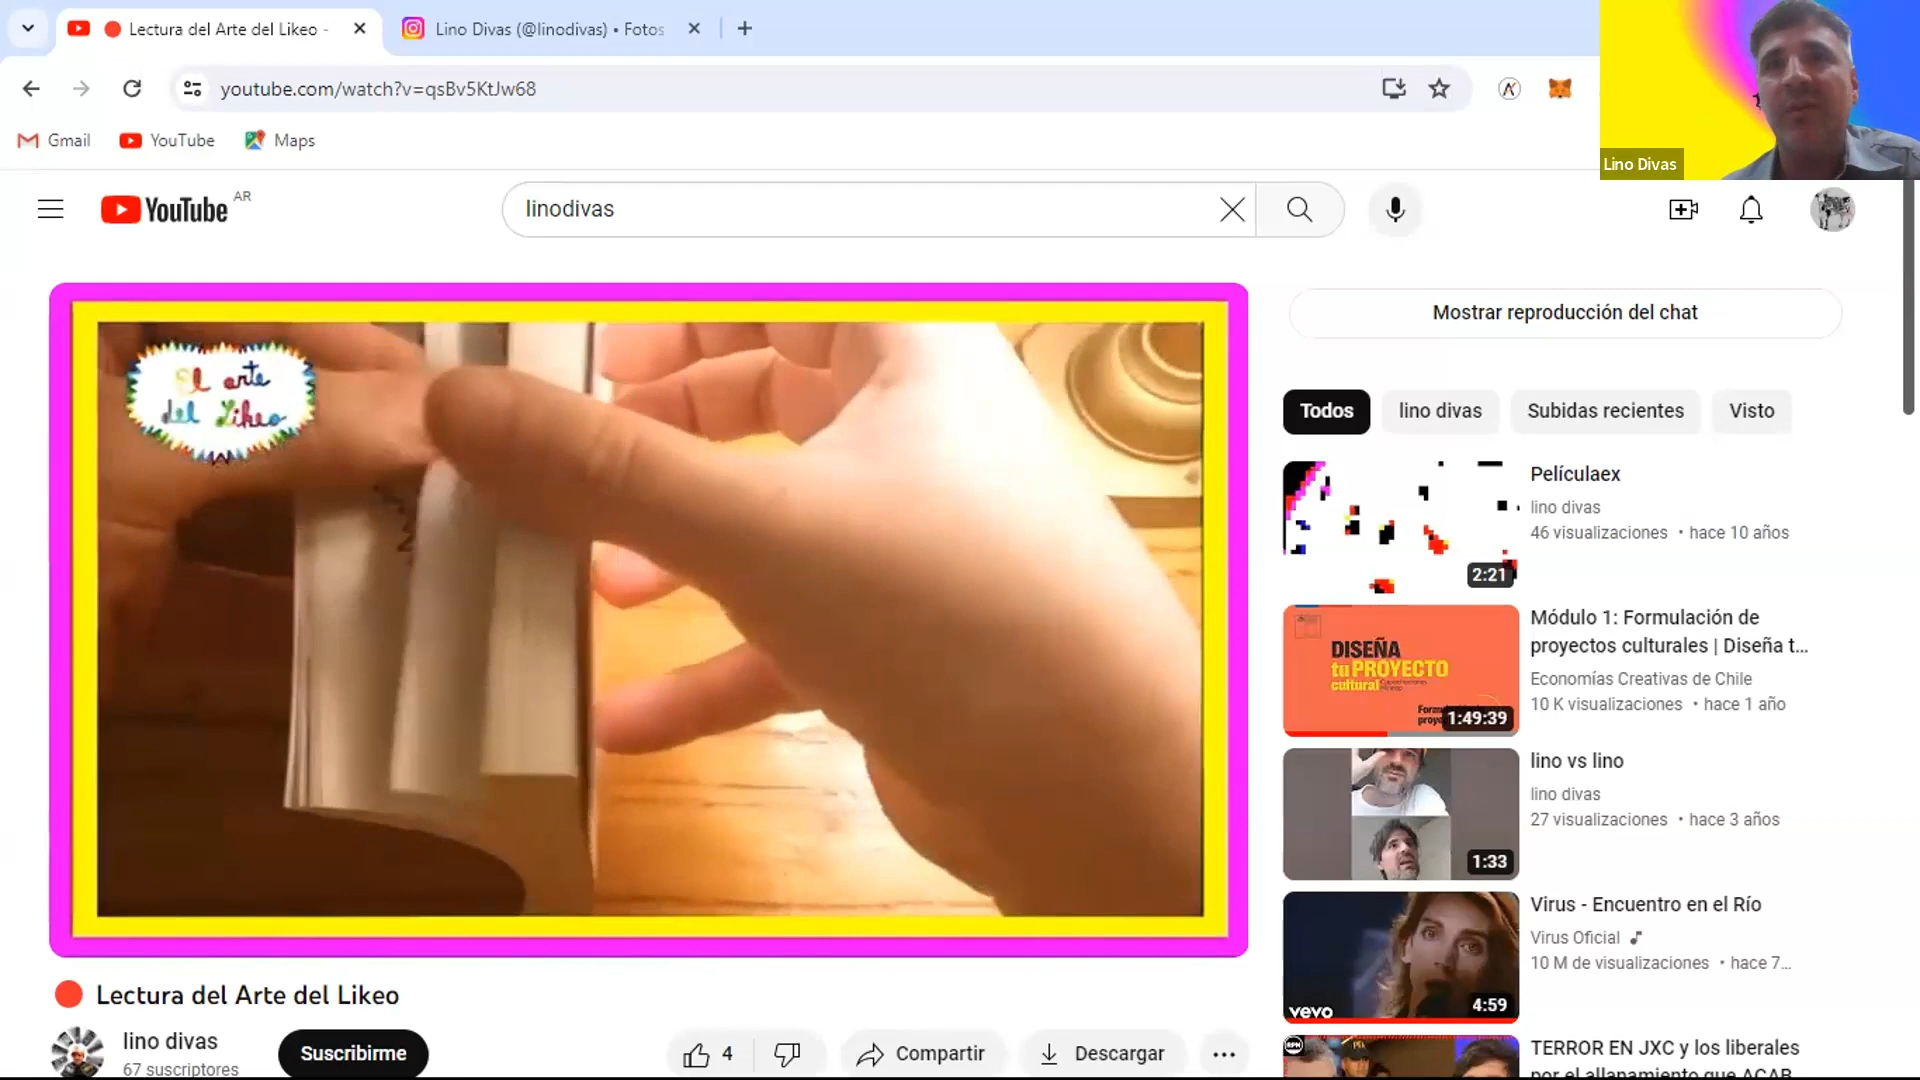 Lectura del Arte del Likeo -
Lino Divas (@linodivas) • Fotos
youtube.com/watch?v=qsBv5KtJw68
Gmail
YouTube
Maps
Lino Divas
YouTube AR
linodivas
Mostrar reproducción del chat
El arte
del Likeo
Todos
lino divas
Subidas recientes
Visto
Películaex
lino divas
46 visualizaciones • hace 10 años
2:21
DISEÑA
tu PROYECTO
cultural
1:49:39
Módulo 1: Formulación de
proyectos culturales | Diseña t...
Economías Creativas de Chile
10 K visualizaciones • hace 1 año
lino vs lino
lino divas
27 visualizaciones • hace 3 años
1:33
Virus - Encuentro en el Río
Virus Oficial
10 M de visualizaciones • hace 7...
vevo
4:59
Lectura del Arte del Likeo
lino divas
67 suscriptores
Suscribirme
4
Compartir
Descargar
TERROR EN JXC y los liberales
por el allanamiento que ACAB